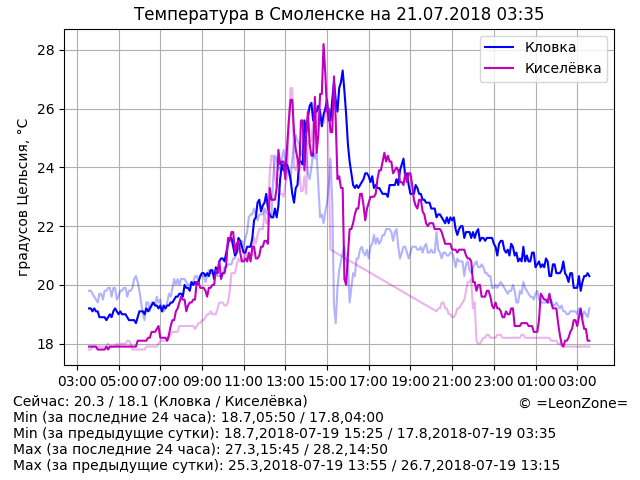 Температура в Смоленске на 21.07.2018 03:35
Кловка
Киселёвка
градусов Цельсия, °C
28
26
24
22
20
18
03:00 05:00 07:00 09:00 11:00 13:00 15:00 17:00 19:00 21:00 23:00 01:00 03:00
Сейчас: 20.3 / 18.1 (Кловка / Киселёвка)
© =LeonZone=
Min (за последние 24 часа): 18.7,05:50 / 17.8,04:00
Min (за предыдущие сутки): 18.7,2018-07-19 15:25 / 17.8,2018-07-19 03:35
Max (за последние 24 часа): 27.3,15:45 / 28.2,14:50
Max (за предыдущие сутки): 25.3,2018-07-19 13:55 / 26.7,2018-07-19 13:15